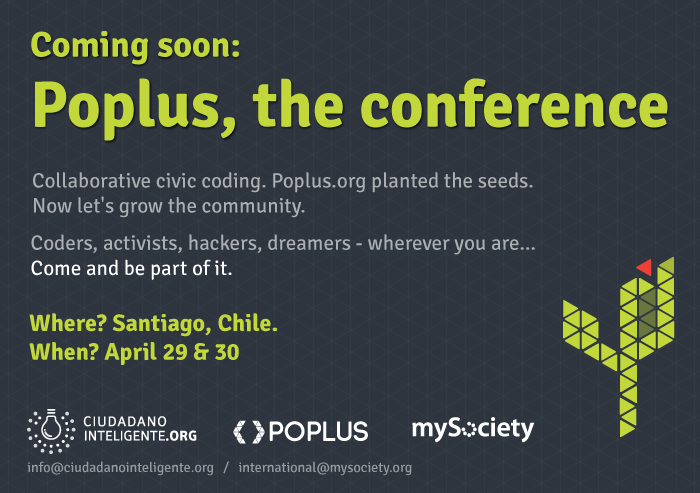 Coming soon:
Poplus, the conference
Collaborative civic coding. Poplus.org planted the seeds.
Now let's grow the community.
Coders, activists, hackers, dreamers - wherever you are...
Come and be part of it.
Where? Santiago, Chile.
When? April 29 & 30
CIUDADANO
INTELIGENTE.ORG
POPLUS
mySociety
info@ciudadanointeligente.org / international@mysociety.org